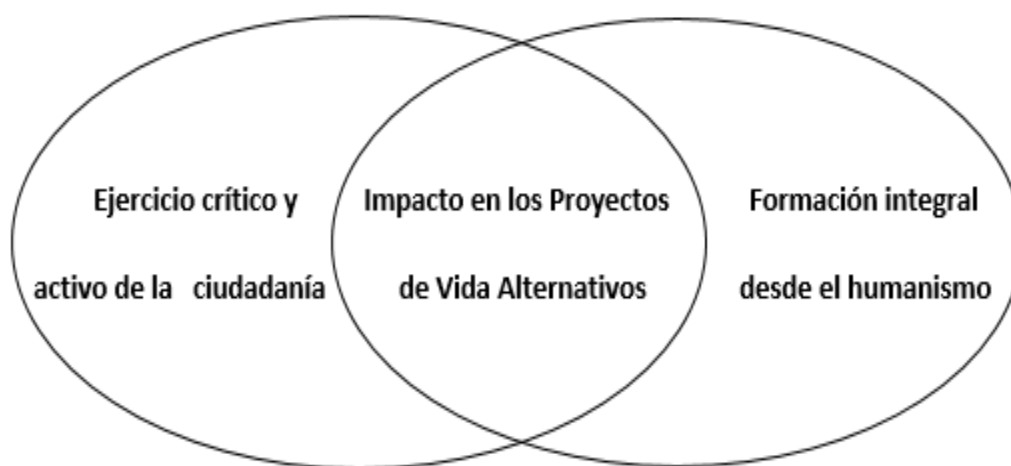 Ejercicio crítico y
activo de la ciudadanía
Impacto en los Proyectos
de Vida Alternativos
Formación integral
desde el humanismo